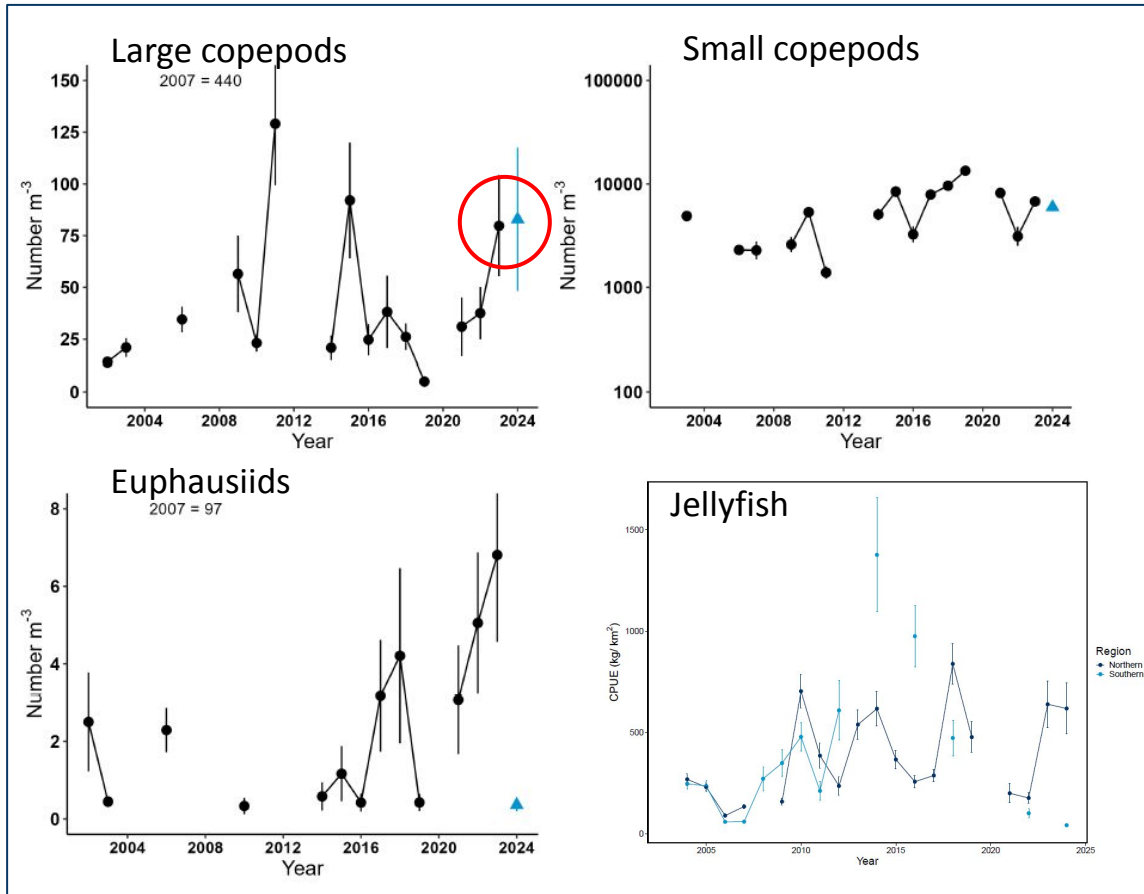 Large copepods
2007 = 440
150
125
100
75
50
25
0
Number m⁻³
2004
2008
2012
2016
2020
2024
Year
Small copepods
100000
10000
1000
100
Number m⁻³
2004
2008
2012
2016
2020
2024
Year
Euphausiids
2007 = 97
8
6
4
2
0
Number m⁻³
2004
2008
2012
2016
2020
2024
Year
Jellyfish
1500
1000
500
0
CPUE (kg/ km²)
2005
2010
2015
2020
2025
Year
Region
Northern
Southern